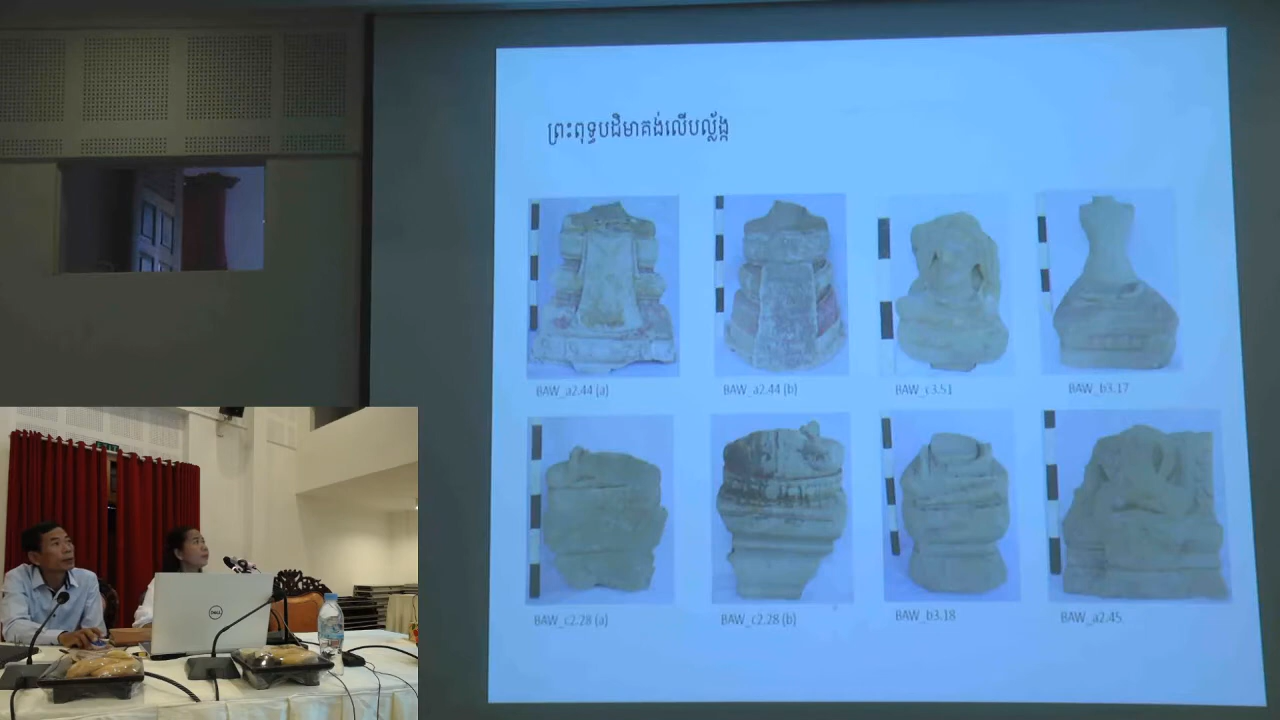 ព្រះពុទ្ធបដិមាគង់លើបល្ល័ង្ក
BAW_a2.44 (a)
BAW_a2.44 (b)
BAW_c3.51
BAW_b3.17
BAW_c2.28 (a)
BAW_c2.28 (b)
BAW_b3.18
BAW_a2.45.
DELL